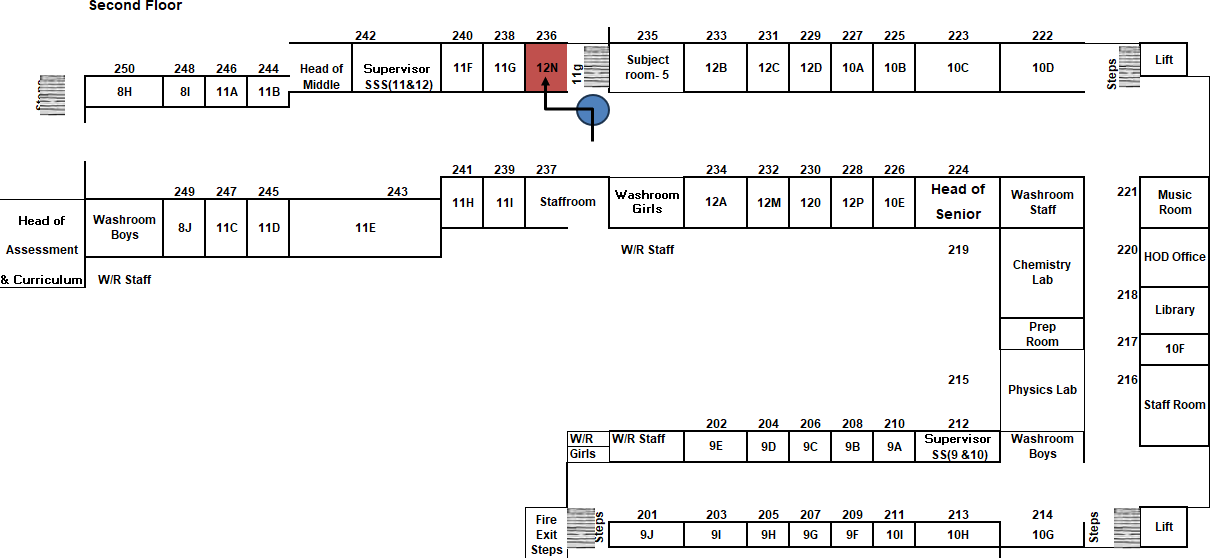 Second Floor
242 240 238 236 235 233 231 229 227 225 223 222
250 248 246 244
Head of
Middle
Supervisor
SSS(11&12)
11F 11G 12N
11g
Subject
room- 5
12B 12C 12D 10A 10B 10C 10D
Steps
Lift
Steps
8H 8I 11A 11B
241 239 237 234 232 230 228 226 224
249 247 245 243
11H 11I Staffroom
Washroom
Girls
12A 12M 120 12P 10E
Head of
Senior
Washroom
Staff
221
Music
Room
Head of
Assessment
& Curriculum
Washroom
Boys
8J 11C 11D 11E
W/R Staff
W/R Staff
219
Chemistry
Lab
220
HOD Office
218
Library
Prep
Room
217
10F
215
Physics Lab
216
Staff Room
202 204 206 208 210 212
W/R
Girls
W/R Staff
9E 9D 9C 9B 9A
Supervisor
SS(9 &10)
Washroom
Boys
201 203 205 207 209 211 213 214
Fire
Exit
Steps
Steps
9J 9I 9H 9G 9F 10I 10H 10G
Steps
Lift